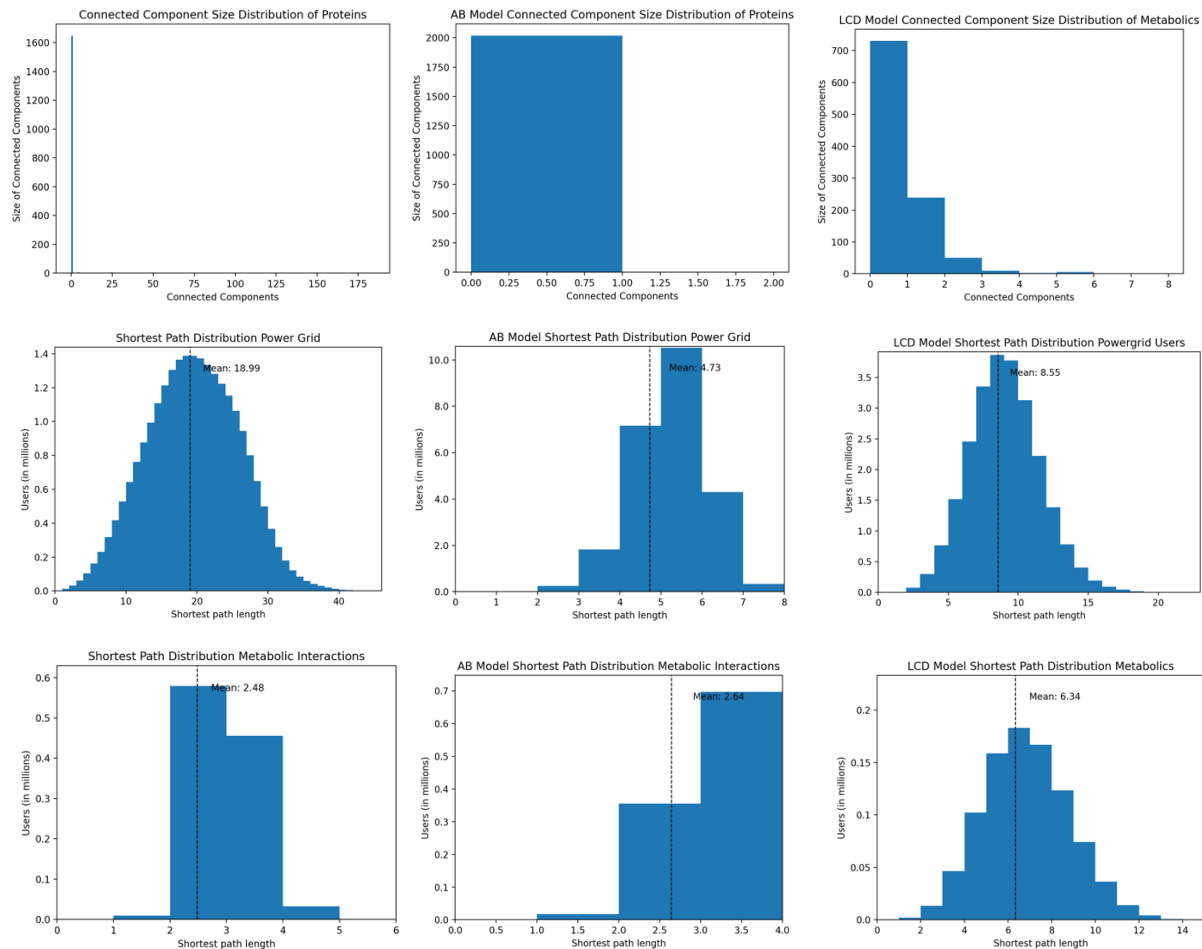 Connected Component Size Distribution of Proteins
1600
1400
1200
1000
800
600
400
200
0
Size of Connected Components
0 25 50 75 100 125 150 175
Connected Components
AB Model Connected Component Size Distribution of Proteins
2000
1750
1500
1250
1000
750
500
250
0
Size of Connected Components
0.00 0.25 0.50 0.75 1.00 1.25 1.50 1.75 2.00
Connected Components
LCD Model Connected Component Size Distribution of Metabolics
700
600
500
400
300
200
100
0
Size of Connected Components
0 1 2 3 4 5 6 7 8
Connected Components
Shortest Path Distribution Power Grid
1.4
1.2
1.0
0.8
0.6
0.4
0.2
0.0
Users (in millions)
Mean: 18.99
0 10 20 30 40
Shortest path length
AB Model Shortest Path Distribution Power Grid
10.0
8.0
6.0
4.0
2.0
0.0
Users (in millions)
Mean: 4.73
0 1 2 3 4 5 6 7 8
Shortest path length
LCD Model Shortest Path Distribution Powergrid Users
3.5
3.0
2.5
2.0
1.5
1.0
0.5
0.0
Users (in millions)
Mean: 8.55
0 5 10 15 20
Shortest path length
Shortest Path Distribution Metabolic Interactions
0.6
0.5
0.4
0.3
0.2
0.1
0.0
Users (in millions)
Mean: 2.48
0 1 2 3 4 5 6
Shortest path length
AB Model Shortest Path Distribution Metabolic Interactions
0.7
0.6
0.5
0.4
0.3
0.2
0.1
0.0
Users (in millions)
Mean: 2.64
0.0 0.5 1.0 1.5 2.0 2.5 3.0 3.5 4.0
Shortest path length
LCD Model Shortest Path Distribution Metabolics
0.2
0.15
0.1
0.05
0.0
Users (in millions)
Mean: 6.34
0 2 4 6 8 10 12 14
Shortest path length